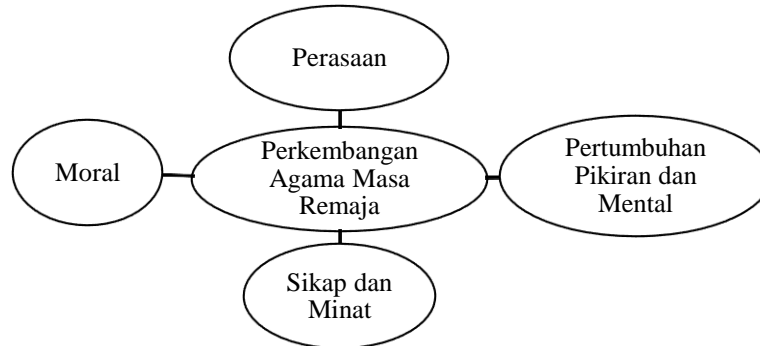 Perasaan
Moral
Perkembangan
Agama Masa
Remaja
Pertumbuhan
Pikiran dan
Mental
Sikap dan
Minat